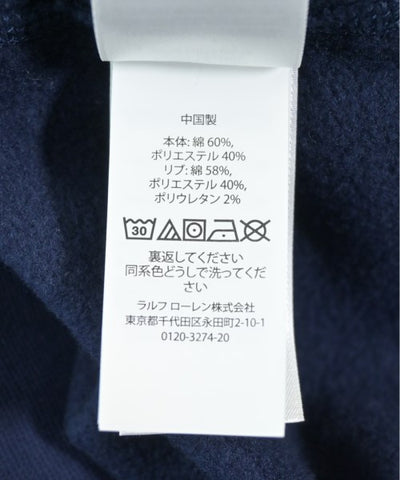 中国製
本体: 綿 60%,
ポリエステル 40%
リブ: 綿 58%,
ポリエステル 40%,
ポリウレタン 2%
30
裏返してください
同系色どうしで洗ってくだ
さい
ラルフ ローレン株式会社
東京都千代田区永田町2-10-1
0120-3274-20